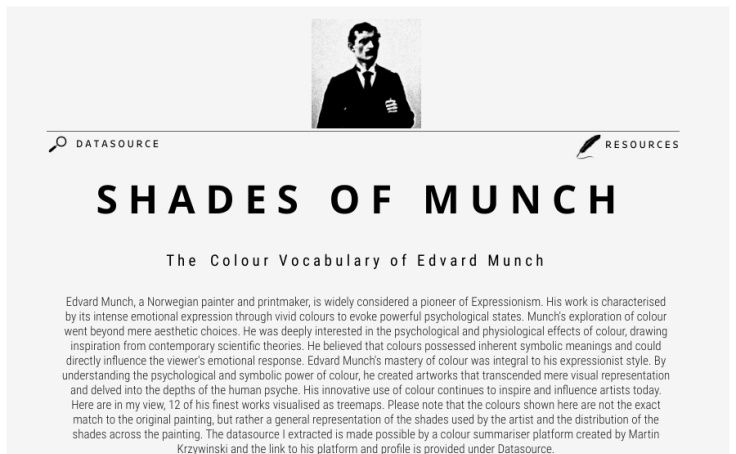 DATASOURCE
RESOURCES
SHADES OF MUNCH
The Colour Vocabulary of Edvard Munch
Edvard Munch, a Norwegian painter and printmaker, is widely considered a pioneer of Expressionism. His work is characterised
by its intense emotional expression through vivid colours to evoke powerful psychological states. Munch's exploration of colour
went beyond mere aesthetic choices. He was deeply interested in the psychological and physiological effects of colour, drawing
inspiration from contemporary scientific theories. He believed that colours possessed inherent symbolic meanings and could
directly influence the viewer's emotional response. Edvard Munch's mastery of colour was integral to his expressionist style. By
understanding the psychological and symbolic power of colour, he created artworks that transcended mere visual representation
and delved into the depths of the human psyche. His innovative use of colour continues to inspire and influence artists today.
Here are in my view, 12 of his finest works visualised as treemaps. Please note that the colours shown here are not the exact
match to the original painting, but rather a general representation of the shades used by the artist and the distribution of the
shades across the painting. The datasource I extracted is made possible by a colour summariser platform created by Martin
Krzywinski and the link to his platform and profile is provided under Datasource.